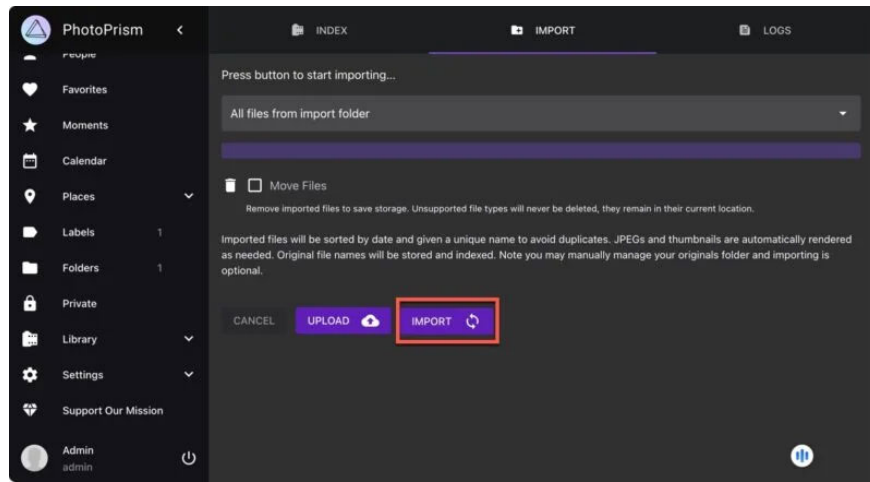 PhotoPrism
People
Favorites
Moments
Calendar
Places
Labels 1
Folders 1
Private
Library
Settings
Support Our Mission
Admin
admin
INDEX
IMPORT
LOGS
Press button to start importing...
All files from import folder
Move Files
Remove imported files to save storage. Unsupported file types will never be deleted, they remain in their current location.
Imported files will be sorted by date and given a unique name to avoid duplicates. JPEGs and thumbnails are automatically rendered
as needed. Original file names will be stored and indexed. Note you may manually manage your originals folder and importing is
optional.
CANCEL
UPLOAD
IMPORT